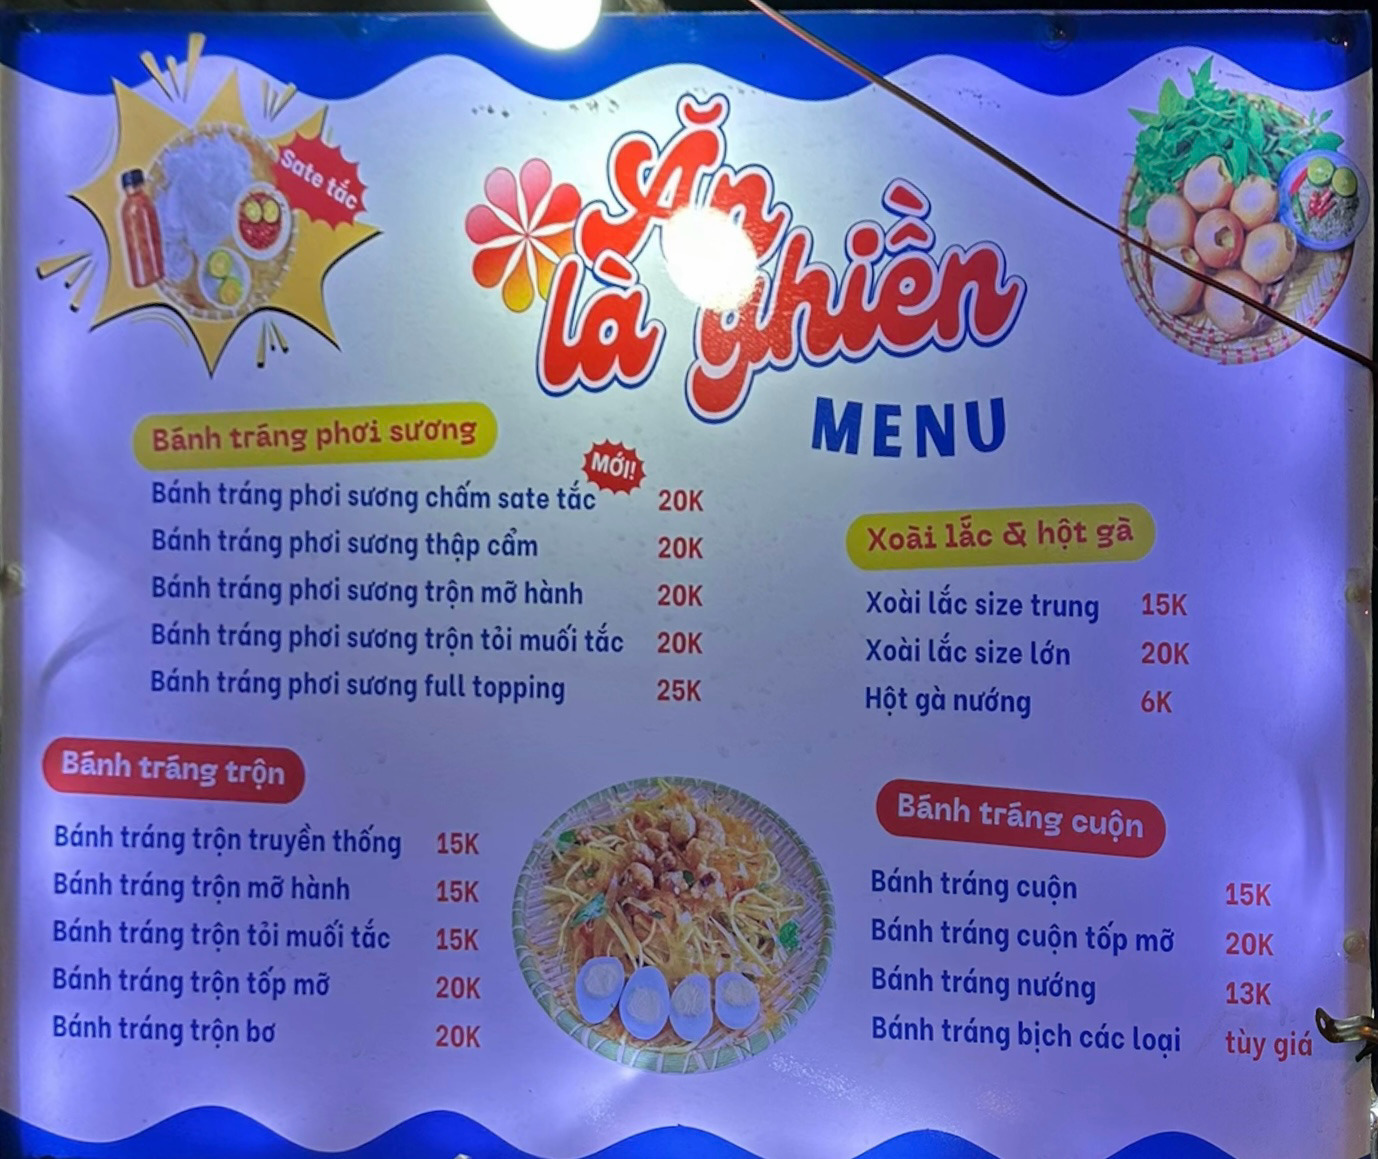 Sate tắc
Ăn
là ghiền
MENU
Bánh tráng phơi sương
MỚI!
Bánh tráng phơi sương chấm sate tắc 20K
Bánh tráng phơi sương thập cẩm 20K
Bánh tráng phơi sương trộn mỡ hành 20K
Bánh tráng phơi sương trộn tỏi muối tắc 20K
Bánh tráng phơi sương full topping 25K
Xoài lắc & hột gà
Xoài lắc size trung 15K
Xoài lắc size lớn 20K
Hột gà nướng 6K
Bánh tráng trộn
Bánh tráng trộn truyền thống 15K
Bánh tráng trộn mỡ hành 15K
Bánh tráng trộn tỏi muối tắc 15K
Bánh tráng trộn tốp mỡ 20K
Bánh tráng trộn bơ 20K
Bánh tráng cuộn
Bánh tráng cuộn 15K
Bánh tráng cuộn tốp mỡ 20K
Bánh tráng nướng 13K
Bánh tráng bịch các loại tùy giá